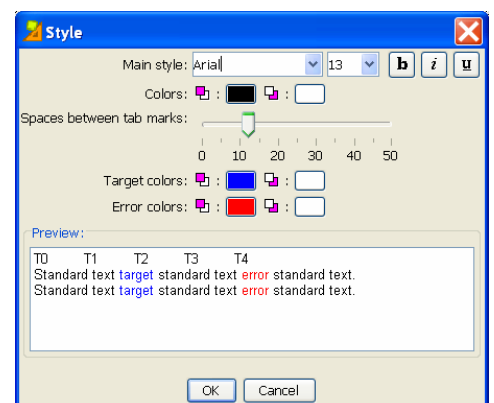 Style
Main style: Arial 13 b i u
Colors: : :
Spaces between tab marks:
0 10 20 30 40 50
Target colors: : :
Error colors: : :
Preview:
T0 T1 T2 T3 T4
Standard text target standard text error standard text.
Standard text target standard text error standard text.
OK Cancel